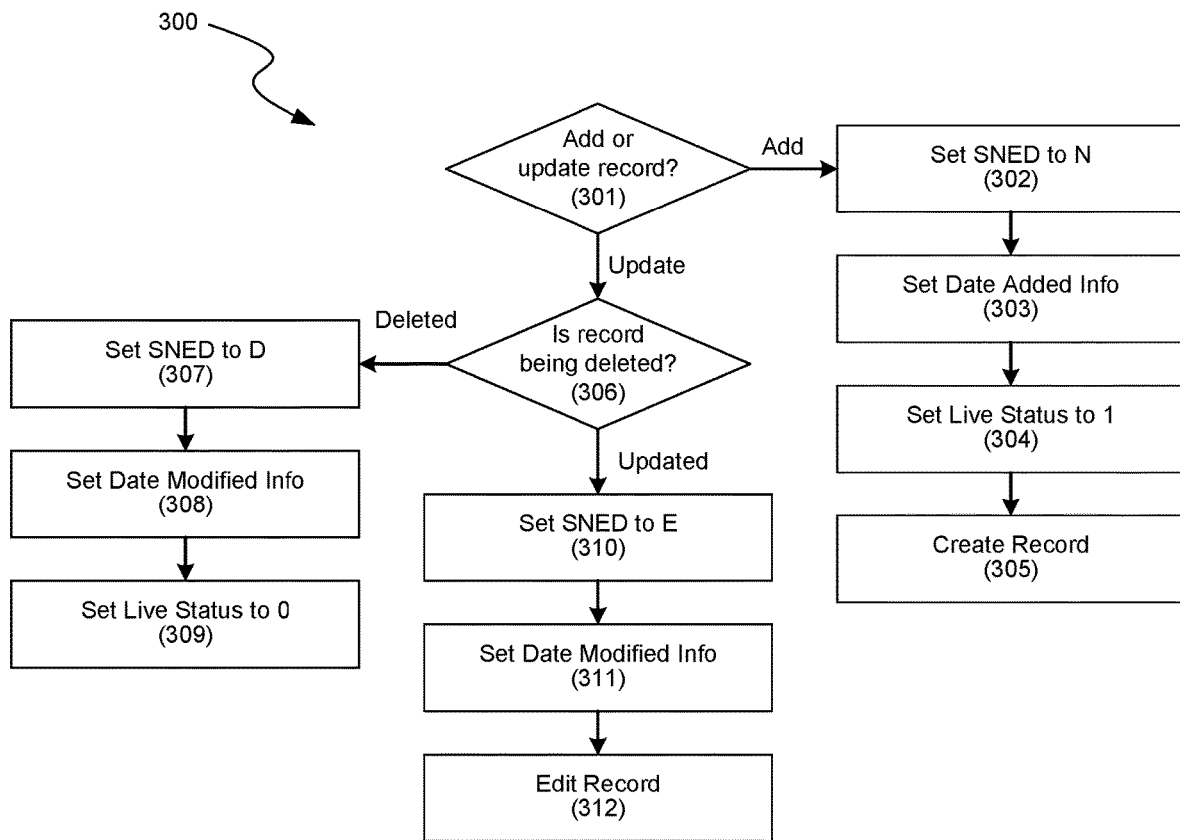 300
Add or
update record?
(301)
Add
Set SNED to N
(302)
Set Date Added Info
(303)
Set Live Status to 1
(304)
Create Record
(305)
Update
Is record
being deleted?
(306)
Deleted
Set SNED to D
(307)
Set Date Modified Info
(308)
Set Live Status to 0
(309)
Updated
Set SNED to E
(310)
Set Date Modified Info
(311)
Edit Record
(312)